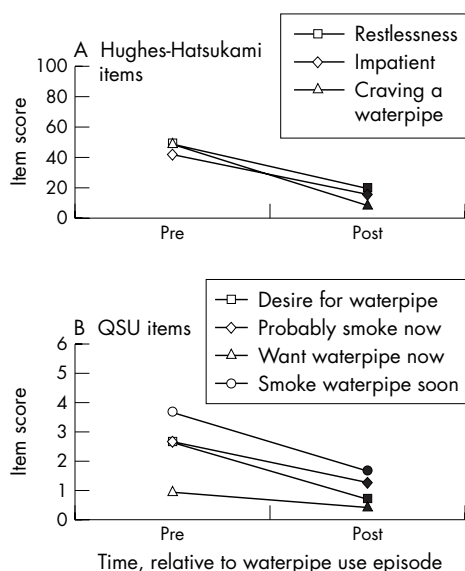 A Hughes-Hatsukami
items
Restlessness
Impatient
Craving a
waterpipe
Item score
100
80
60
40
20
0
Pre
Post
B QSU items
Desire for waterpipe
Probably smoke now
Want waterpipe now
Smoke waterpipe soon
Item score
6
5
4
3
2
1
0
Pre
Post
Time, relative to waterpipe use episode